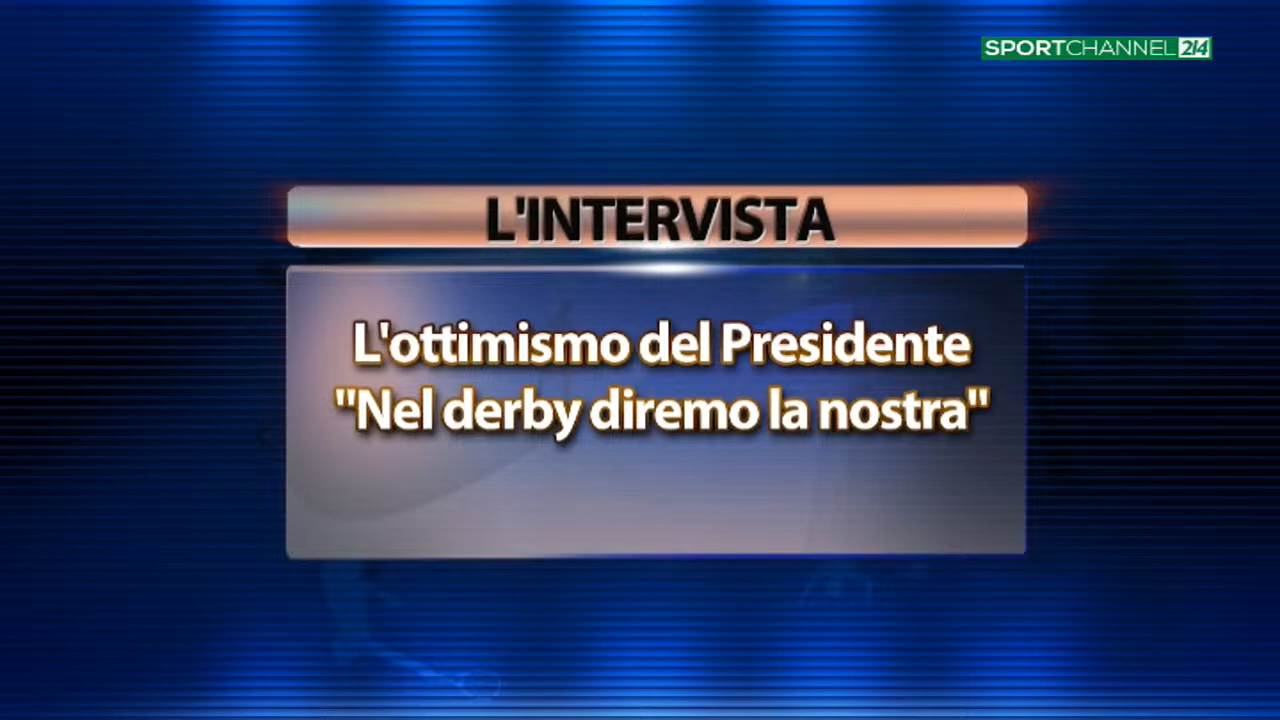 SPORTCHANNEL 214
L'INTERVISTA
L'ottimismo del Presidente
"Nel derby diremo la nostra"